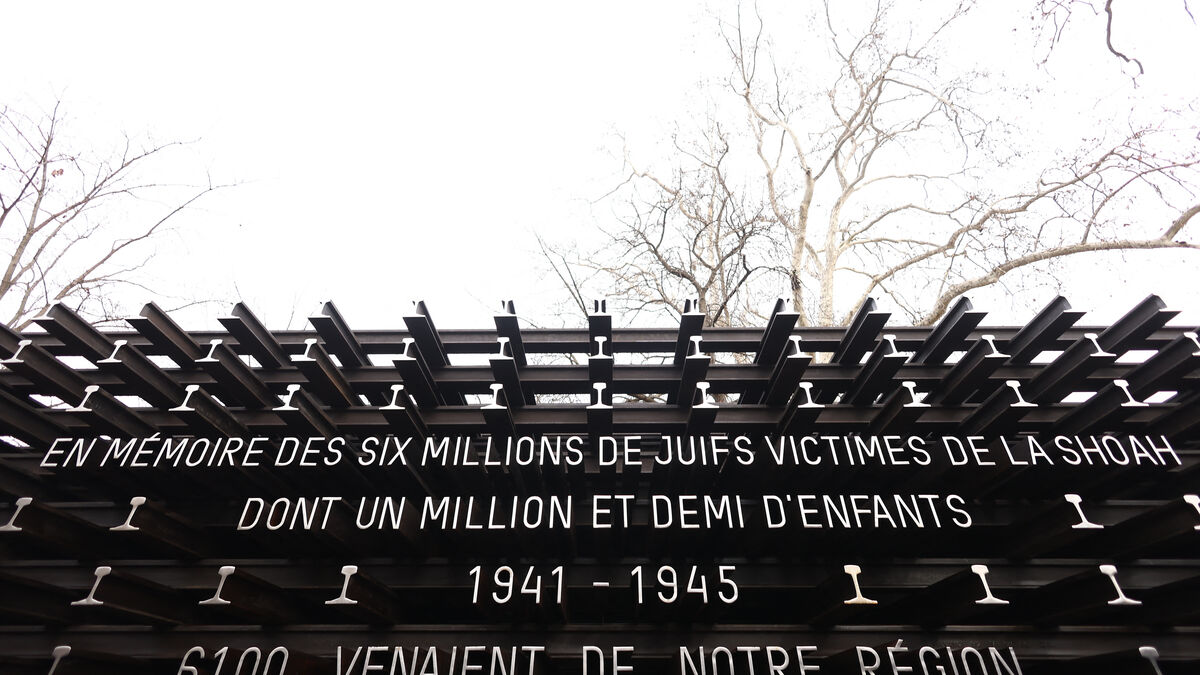 EN MÉMOIRE DES SIX MILLIONS DE JUIFS VICTIMES DE LA SHOAH
DONT UN MILLION ET DEMI D'ENFANTS
1941 - 1945
6100 VENAIENT DE NOTRE RÉGION